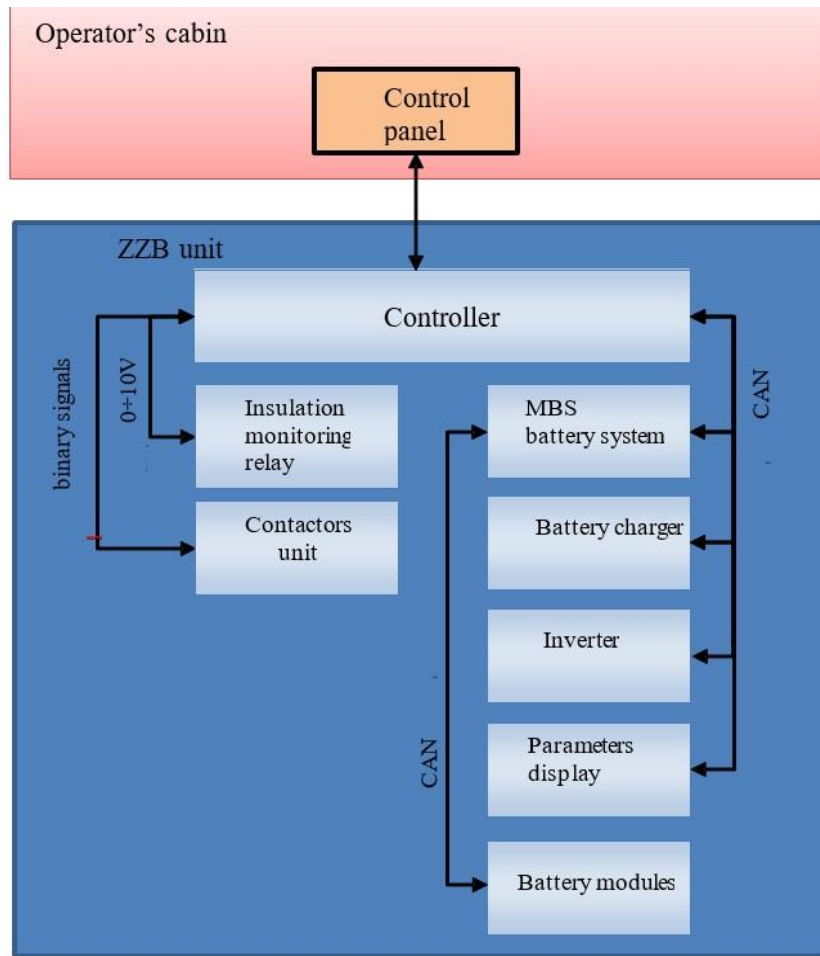 Operator's cabin
Control
panel
ZZB unit
Controller
binary signals
0÷10V
Insulation
monitoring
relay
Contactors
unit
MBS
battery system
CAN
Battery charger
Inverter
Parameters
display
CAN
Battery modules